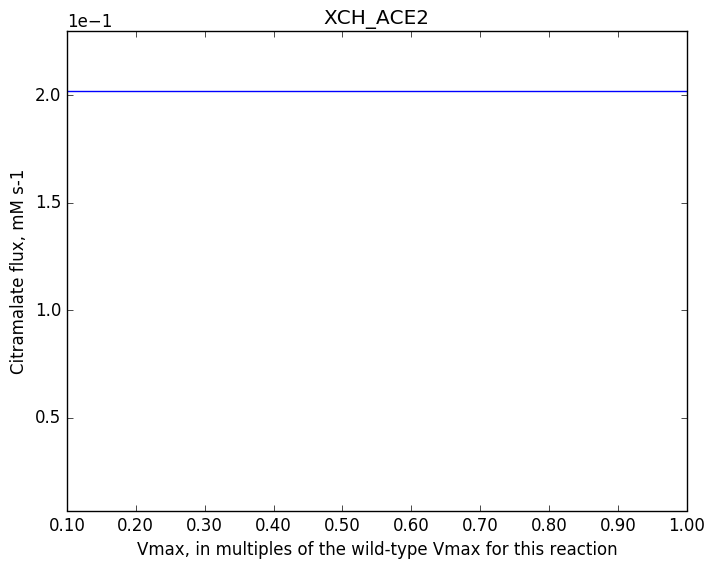 XCH_ACE2
1e−1
2.0
1.5
1.0
0.5
Citramalate flux, mM s-1
0.10 0.20 0.30 0.40 0.50 0.60 0.70 0.80 0.90 1.00
Vmax, in multiples of the wild-type Vmax for this reaction